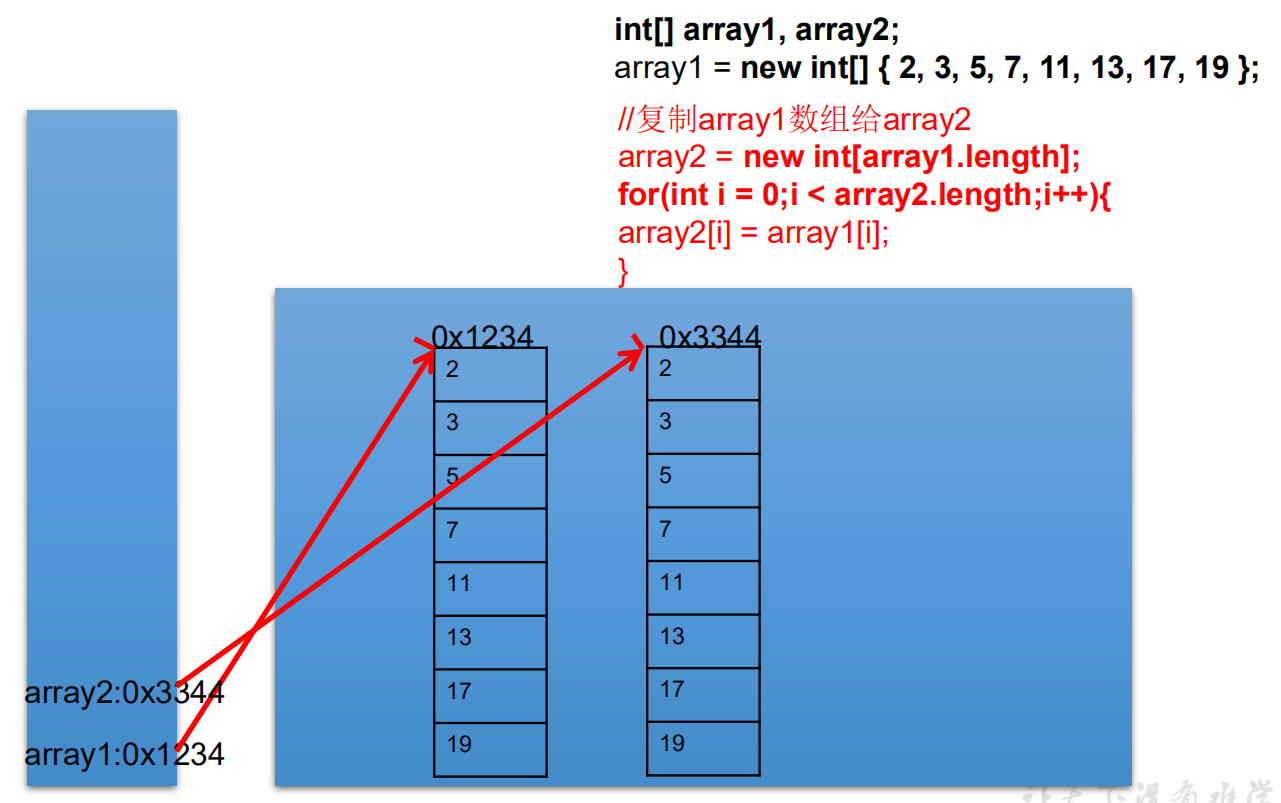 int[] array1, array2;
array1 = new int[] { 2, 3, 5, 7, 11, 13, 17, 19 };
//复制array1数组给array2
array2 = new int[array1.length];
for(int i = 0;i < array2.length;i++){
array2[i] = array1[i];
}
0x1234
2
3
5
7
11
13
17
19
0x3344
2
3
5
7
11
13
17
19
array2:0x3344
array1:0x1234